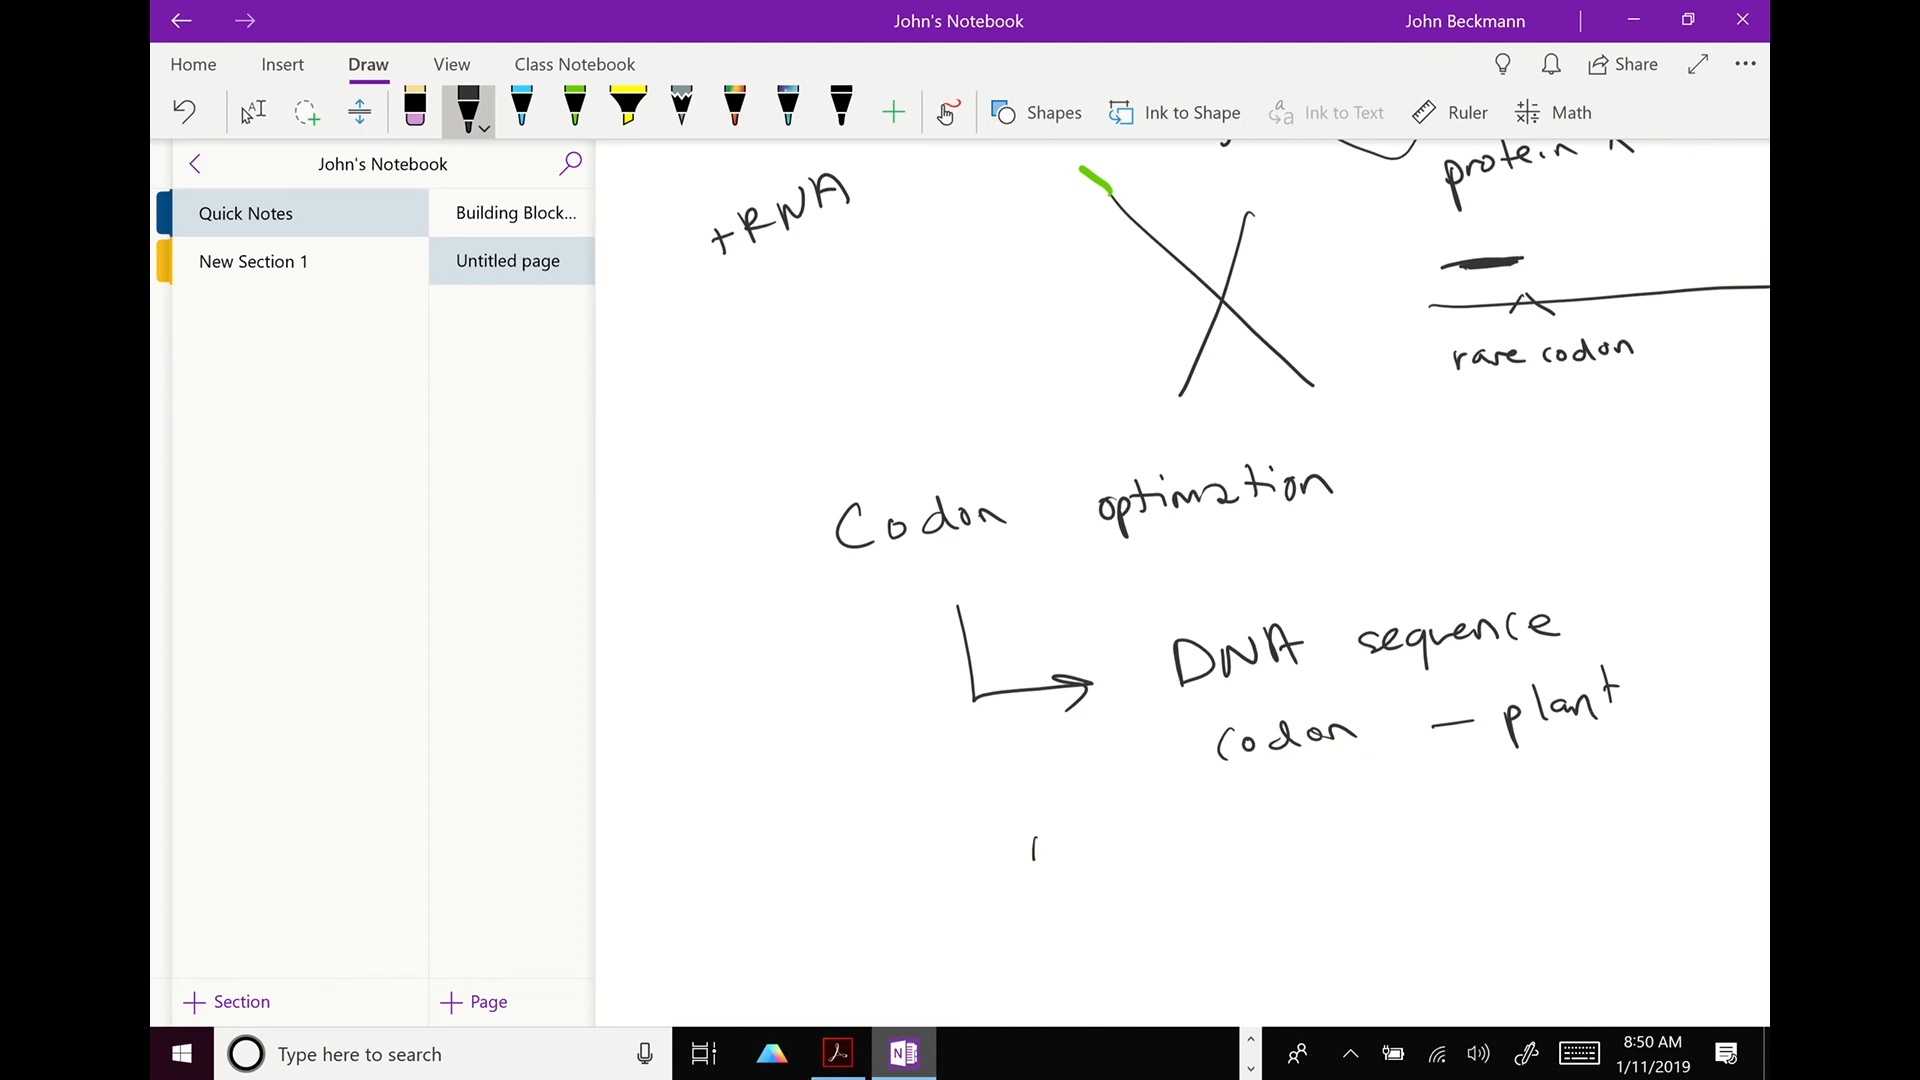 John's Notebook
John Beckmann
Home Insert Draw View Class Notebook
Share
Shapes
Ink to Shape
Ink to Text
Ruler
Math
John's Notebook
Quick Notes
New Section 1
Building Block...
Untitled page
tRNA
protein
rare codon
Codon optimzation
DNA sequence
codon — plant
Section
Page
Type here to search
8:50 AM
1/11/2019